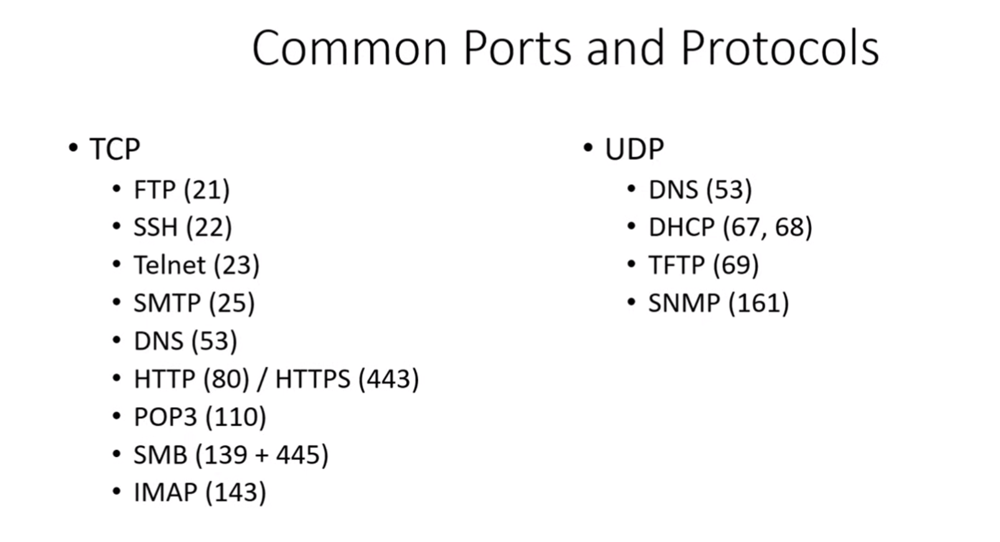 Common Ports and Protocols
• TCP
• FTP (21)
• SSH (22)
• Telnet (23)
• SMTP (25)
• DNS (53)
• HTTP (80) / HTTPS (443)
• POP3 (110)
• SMB (139 + 445)
• IMAP (143)
• UDP
• DNS (53)
• DHCP (67, 68)
• TFTP (69)
• SNMP (161)